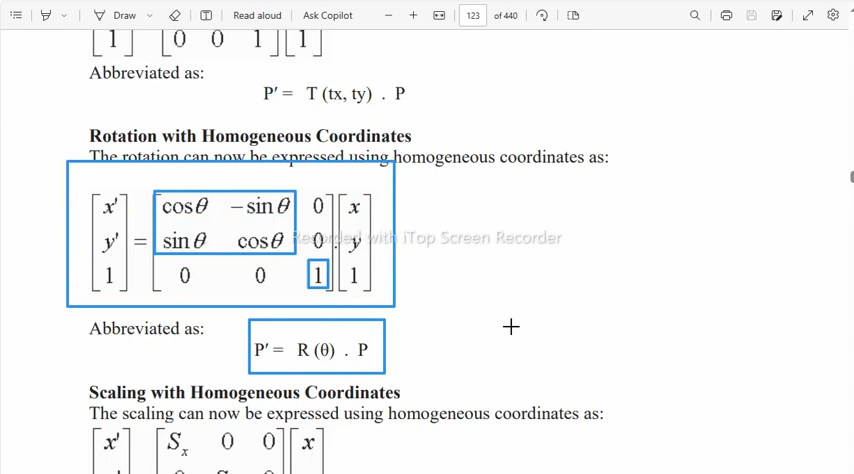 Draw Read aloud Ask Copilot 123 of 440
1 0 0 1 1
Abbreviated as:
P′ = T (tx, ty) . P
Rotation with Homogeneous Coordinates
The rotation can now be expressed using homogeneous coordinates as:
x' cosθ −sinθ 0 x
y' = sinθ cosθ 0 . y
Recorded with iTop Screen Recorder
1 0 0 1 1
Abbreviated as:
P′ = R (θ) . P
Scaling with Homogeneous Coordinates
The scaling can now be expressed using homogeneous coordinates as:
x' Sx 0 0 x